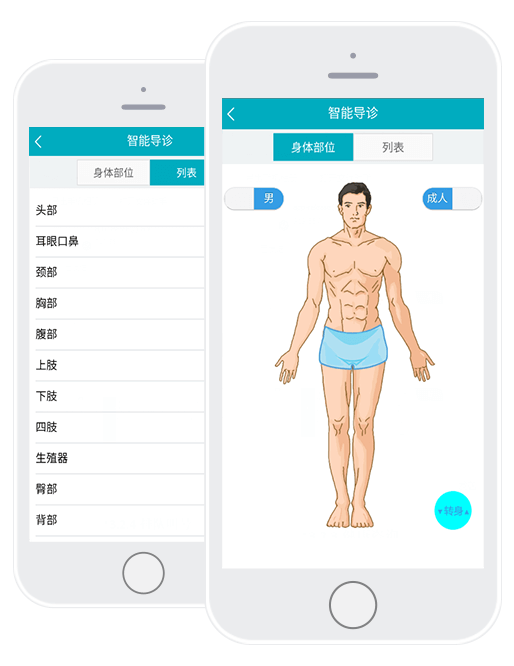 智能导诊
身体部位 列表
头部
耳眼口鼻
颈部
胸部
腹部
上肢
下肢
四肢
生殖器
臀部
背部
智能导诊
身体部位 列表
男 成人
▼转身▲